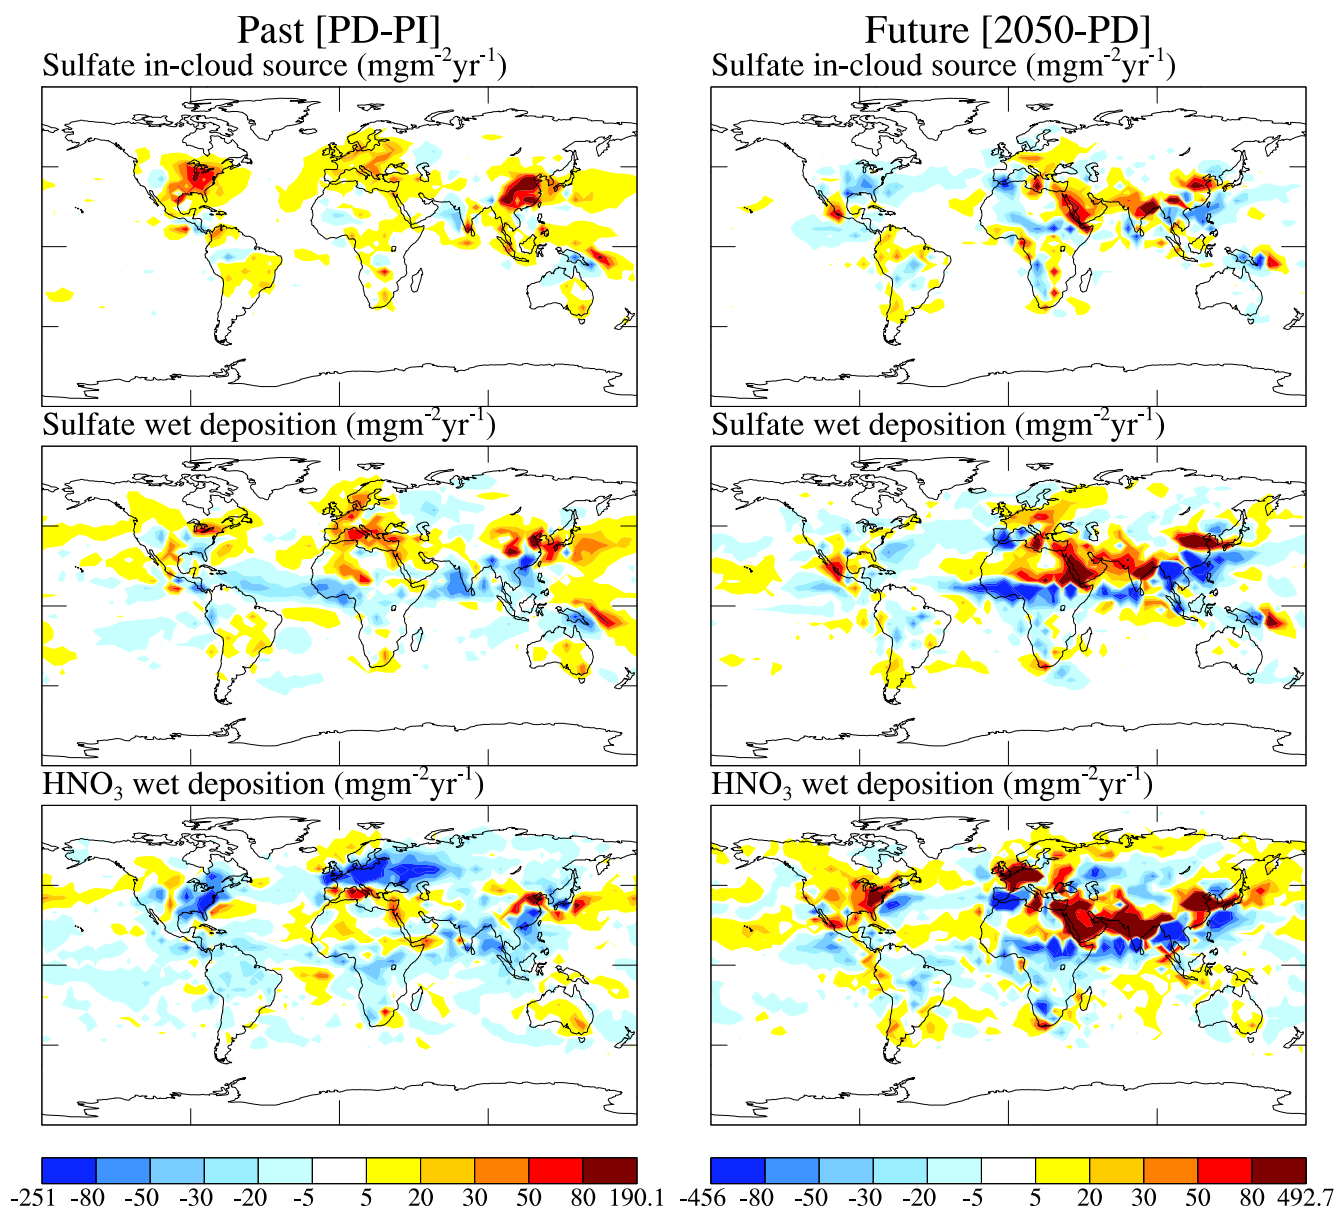 Past [PD-PI]
Future [2050-PD]
Sulfate in-cloud source (mgm⁻²yr⁻¹)
Sulfate in-cloud source (mgm⁻²yr⁻¹)
Sulfate wet deposition (mgm⁻²yr⁻¹)
Sulfate wet deposition (mgm⁻²yr⁻¹)
HNO₃ wet deposition (mgm⁻²yr⁻¹)
HNO₃ wet deposition (mgm⁻²yr⁻¹)
-251 -80 -50 -30 -20 -5 5 20 30 50 80 190.1
-456 -80 -50 -30 -20 -5 5 20 30 50 80 492.7